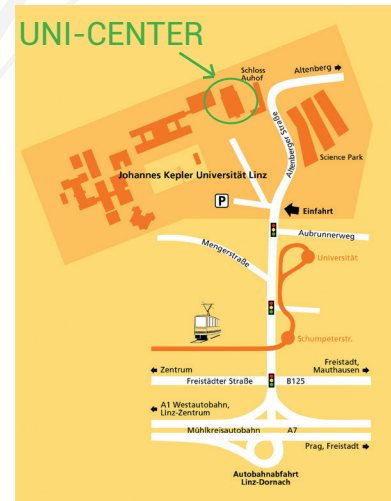 UNI-CENTER
Altenberg
Schloss
Auhof
Altenberger Straße
Science Park
Johannes Kepler Universität Linz
P
Einfahrt
Aubrunnerweg
Mengerstraße
Universität
Schumpeterstr.
Zentrum
Freistadt,
Mauthausen
Freistädter Straße B125
A1 Westautobahn,
Linz-Zentrum
Mühlkreisautobahn A7
Prag, Freistadt
Autobahnabfahrt
Linz-Dornach